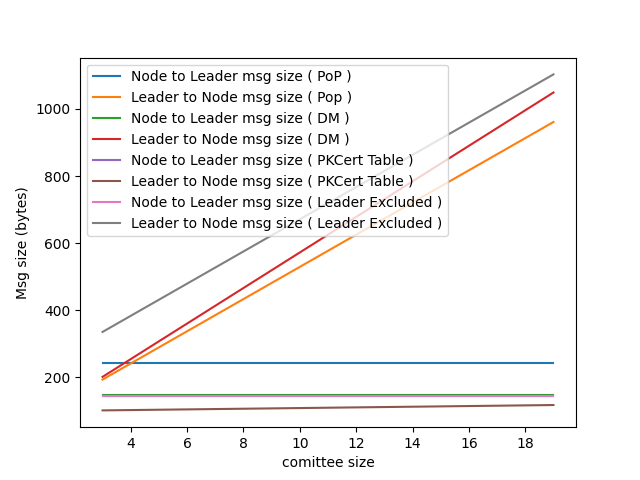 Node to Leader msg size ( PoP )
Leader to Node msg size ( Pop )
Node to Leader msg size ( DM )
Leader to Node msg size ( DM )
Node to Leader msg size ( PKCert Table )
Leader to Node msg size ( PKCert Table )
Node to Leader msg size ( Leader Excluded )
Leader to Node msg size ( Leader Excluded )
1000
800
600
400
200
Msg size (bytes)
4 6 8 10 12 14 16 18
comittee size